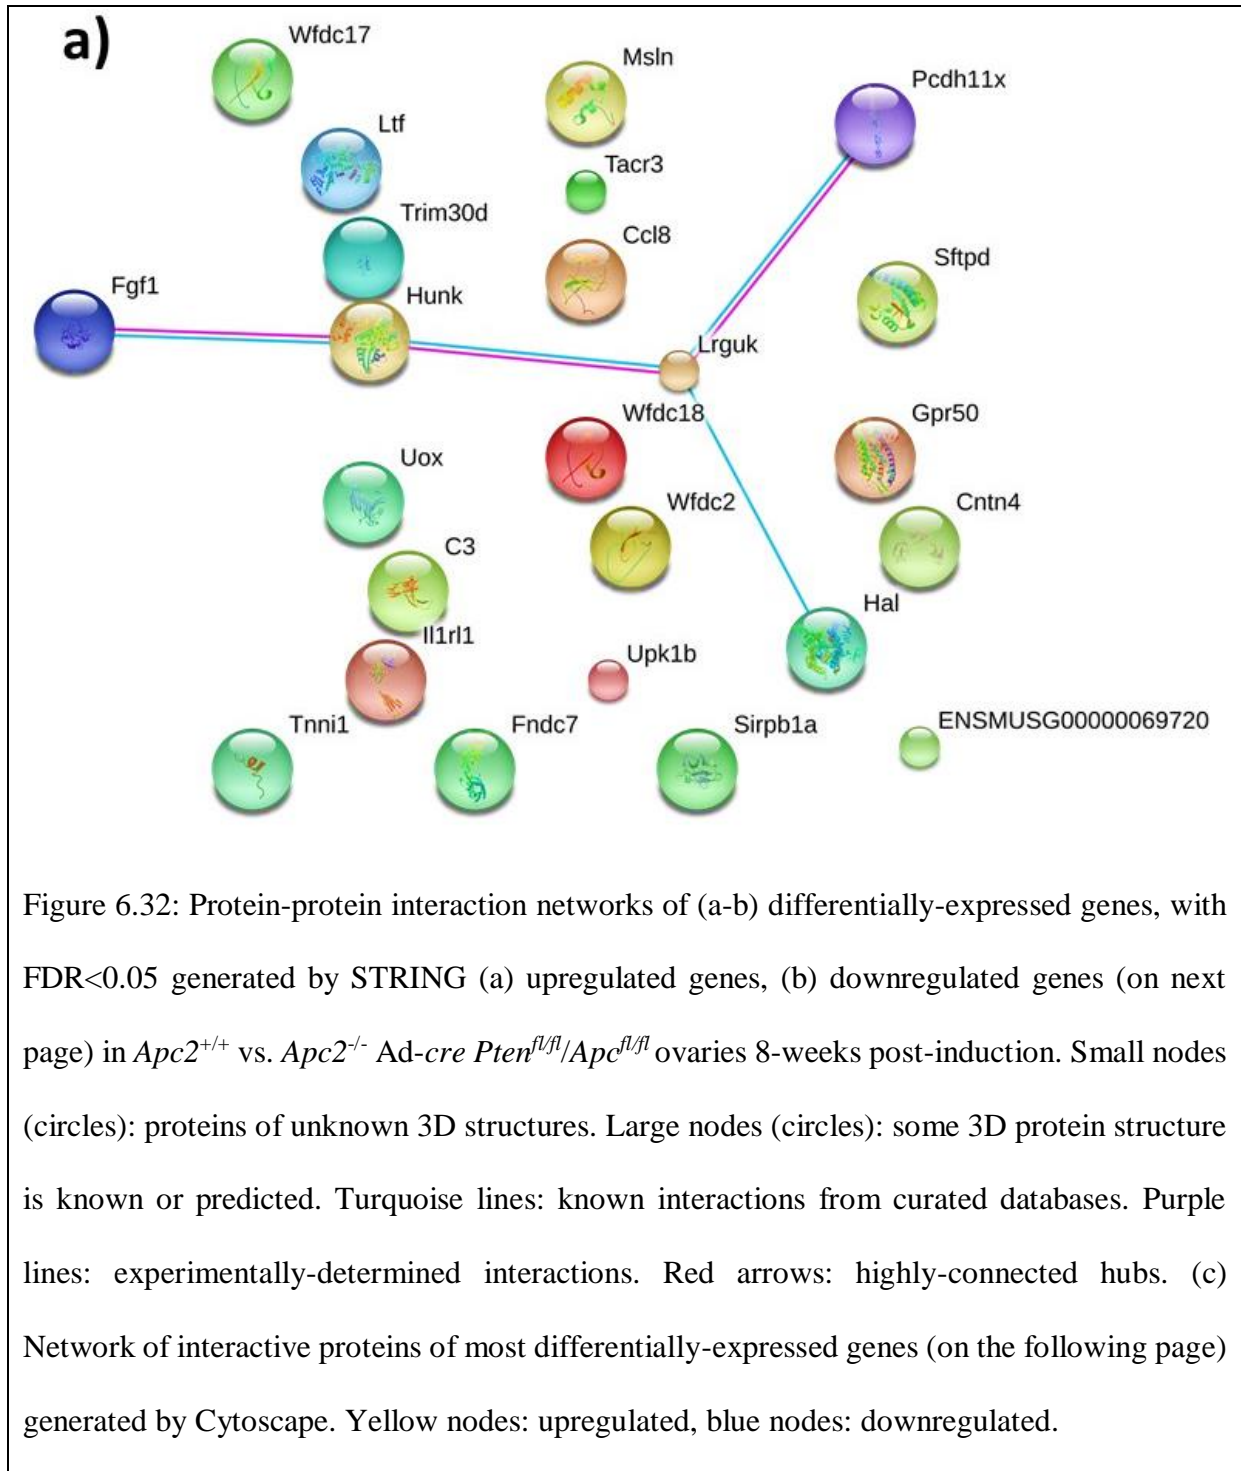 a)
Wfdc17
Msln
Pcdh11x
Ltf
Tacr3
Trim30d
Ccl8
Sftpd
Fgf1
Hunk
Lrguk
Wfdc18
Gpr50
Uox
Wfdc2
Cntn4
C3
Hal
Il1rl1
Upk1b
Tnni1
Fndc7
Sirpb1a
ENSMUSG00000069720
Figure 6.32: Protein-protein interaction networks of (a-b) differentially-expressed genes, with
FDR<0.05 generated by STRING (a) upregulated genes, (b) downregulated genes (on next
page) in Apc2+/+ vs. Apc2-/- Ad-cre Ptenfl/fl/Apcfl/fl ovaries 8-weeks post-induction. Small nodes
(circles): proteins of unknown 3D structures. Large nodes (circles): some 3D protein structure
is known or predicted. Turquoise lines: known interactions from curated databases. Purple
lines: experimentally-determined interactions. Red arrows: highly-connected hubs. (c)
Network of interactive proteins of most differentially-expressed genes (on the following page)
generated by Cytoscape. Yellow nodes: upregulated, blue nodes: downregulated.